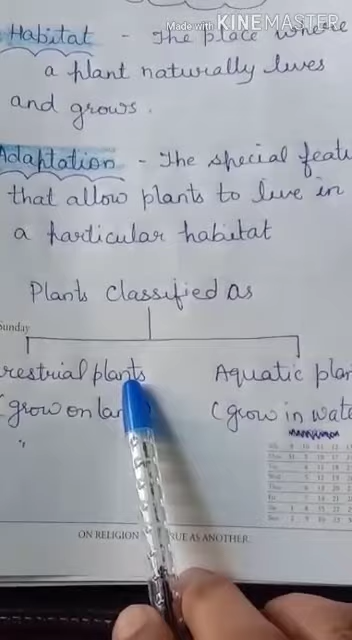 Made with KINEMASTER
Habitat - The place where
a plant naturally lives
and grows.
Adaptation - The special featu
that allow plants to live in
a particular habitat
Plants Classified as
Sunday
restrial plants Aquatic plan
(grow on lan ) (grow in wate
ON RELIGION RUE AS ANOTHER.